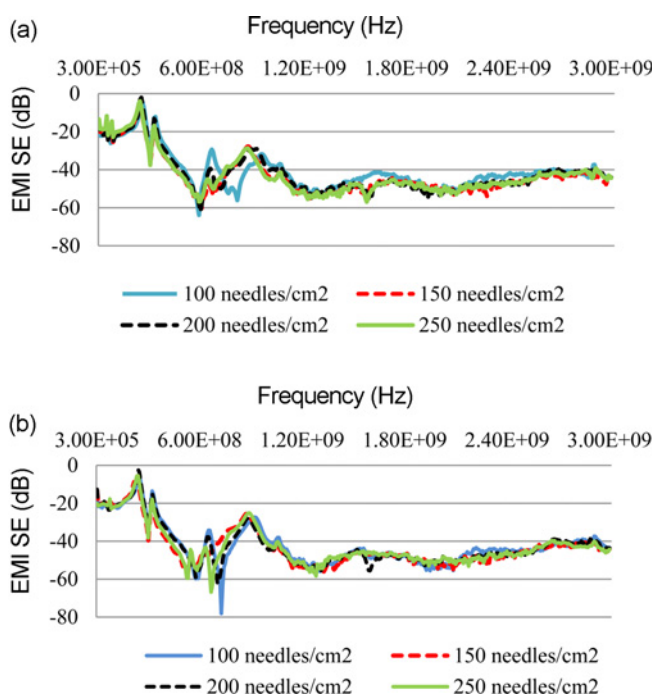 (a)
Frequency (Hz)
3.00E+05 6.00E+08 1.20E+09 1.80E+09 2.40E+09 3.00E+09
EMI SE (dB)
0
-20
-40
-60
-80
100 needles/cm2 150 needles/cm2
200 needles/cm2 250 needles/cm2
(b)
Frequency (Hz)
3.00E+05 6.00E+08 1.20E+09 1.80E+09 2.40E+09 3.00E+09
EMI SE (dB)
0
-20
-40
-60
-80
100 needles/cm2 150 needles/cm2
200 needles/cm2 250 needles/cm2